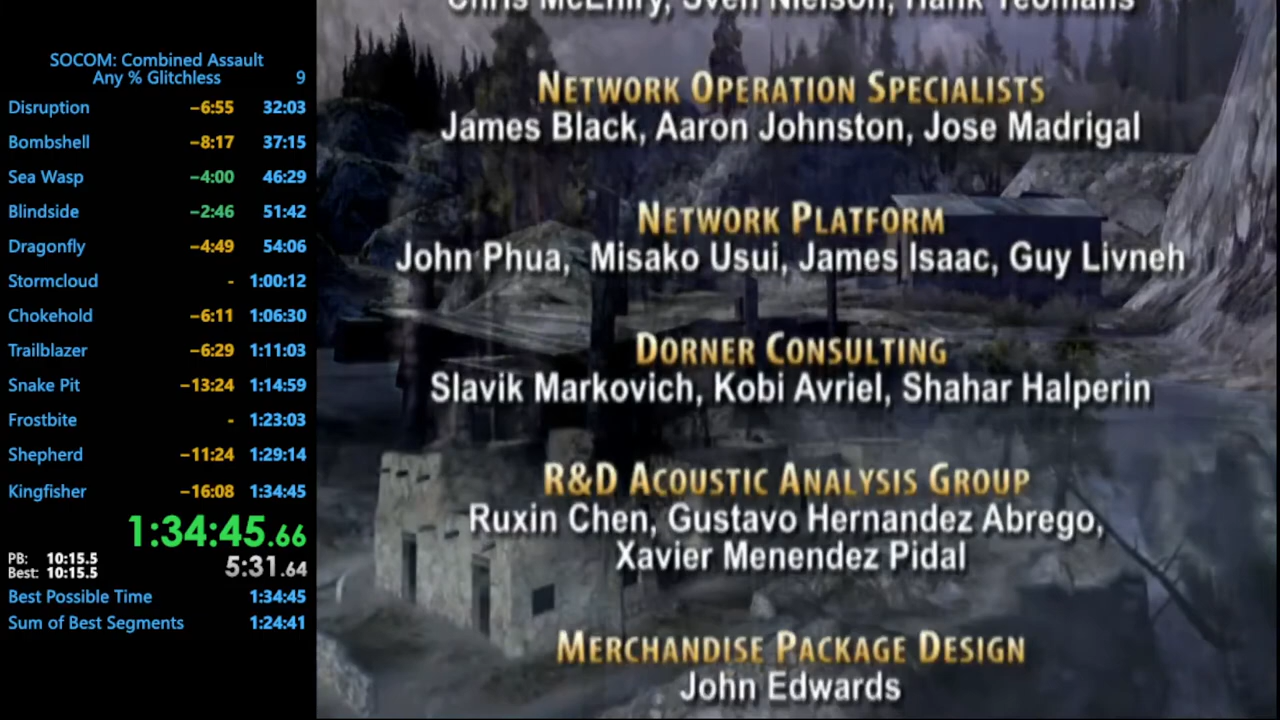 SOCOM: Combined Assault
Any % Glitchless 9
Disruption −6:55 32:03
Bombshell −8:17 37:15
Sea Wasp −4:00 46:29
Blindside −2:46 51:42
Dragonfly −4:49 54:06
Stormcloud - 1:00:12
Chokehold −6:11 1:06:30
Trailblazer −6:29 1:11:03
Snake Pit −13:24 1:14:59
Frostbite - 1:23:03
Shepherd −11:24 1:29:14
Kingfisher −16:08 1:34:45
1:34:45.66
PB: 10:15.5
Best: 10:15.5
5:31.64
Best Possible Time 1:34:45
Sum of Best Segments 1:24:41
Chris McEniry, Sven Nielson, Hank Yeomans
NETWORK OPERATION SPECIALISTS
James Black, Aaron Johnston, Jose Madrigal
NETWORK PLATFORM
John Phua, Misako Usui, James Isaac, Guy Livneh
DORNER CONSULTING
Slavik Markovich, Kobi Avriel, Shahar Halperin
R&D ACOUSTIC ANALYSIS GROUP
Ruxin Chen, Gustavo Hernandez Abrego,
Xavier Menendez Pidal
MERCHANDISE PACKAGE DESIGN
John Edwards